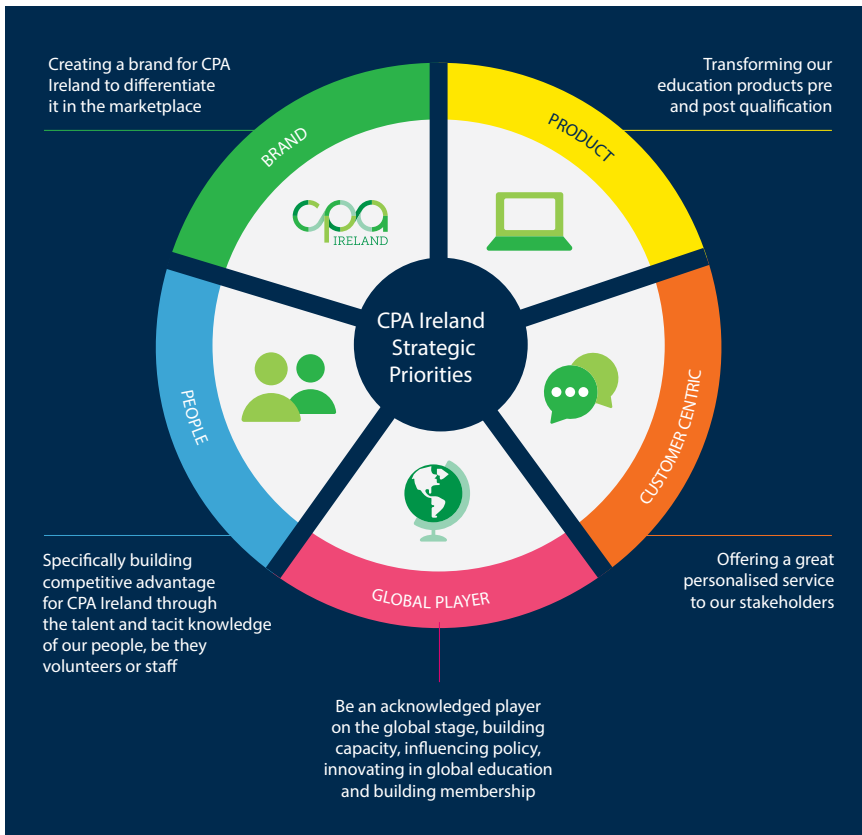 Creating a brand for CPA
Ireland to differentiate
it in the marketplace
Transforming our
education products pre
and post qualification
BRAND
PRODUCT
cpa
IRELAND
CPA Ireland
Strategic
Priorities
PEOPLE
CUSTOMER CENTRIC
GLOBAL PLAYER
Specifically building
competitive advantage
for CPA Ireland through
the talent and tacit knowledge
of our people, be they
volunteers or staff
Offering a great
personalised service
to our stakeholders
Be an acknowledged player
on the global stage, building
capacity, influencing policy,
innovating in global education
and building membership